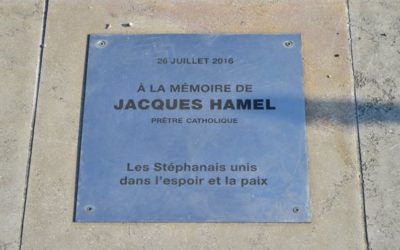 26 JUILLET 2016
À LA MÉMOIRE DE
JACQUES HAMEL
PRÊTRE CATHOLIQUE
Les Stéphanais unis
dans l'espoir et la paix